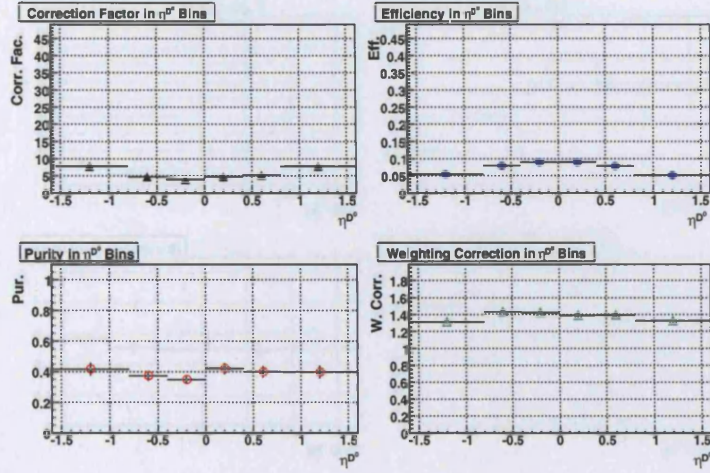 Correction Factor in η^D° Bins
Corr. Fac.
45
40
35
30
25
20
15
10
5
0
-1.5 -1 -0.5 0 0.5 1 1.5
η^D°
Efficiency in η^D° Bins
Eff.
0.45
0.4
0.35
0.3
0.25
0.2
0.15
0.1
0.05
0
-1.5 -1 -0.5 0 0.5 1 1.5
η^D°
Purity in η^D° Bins
Pur.
1
0.8
0.6
0.4
0.2
0
-1.5 -1 -0.5 0 0.5 1 1.5
η^D°
Weighting Correction in η^D° Bins
W. Corr.
1.8
1.6
1.4
1.2
1
0.8
0.6
0.4
0.2
0
-1.5 -1 -0.5 0 0.5 1 1.5
η^D°